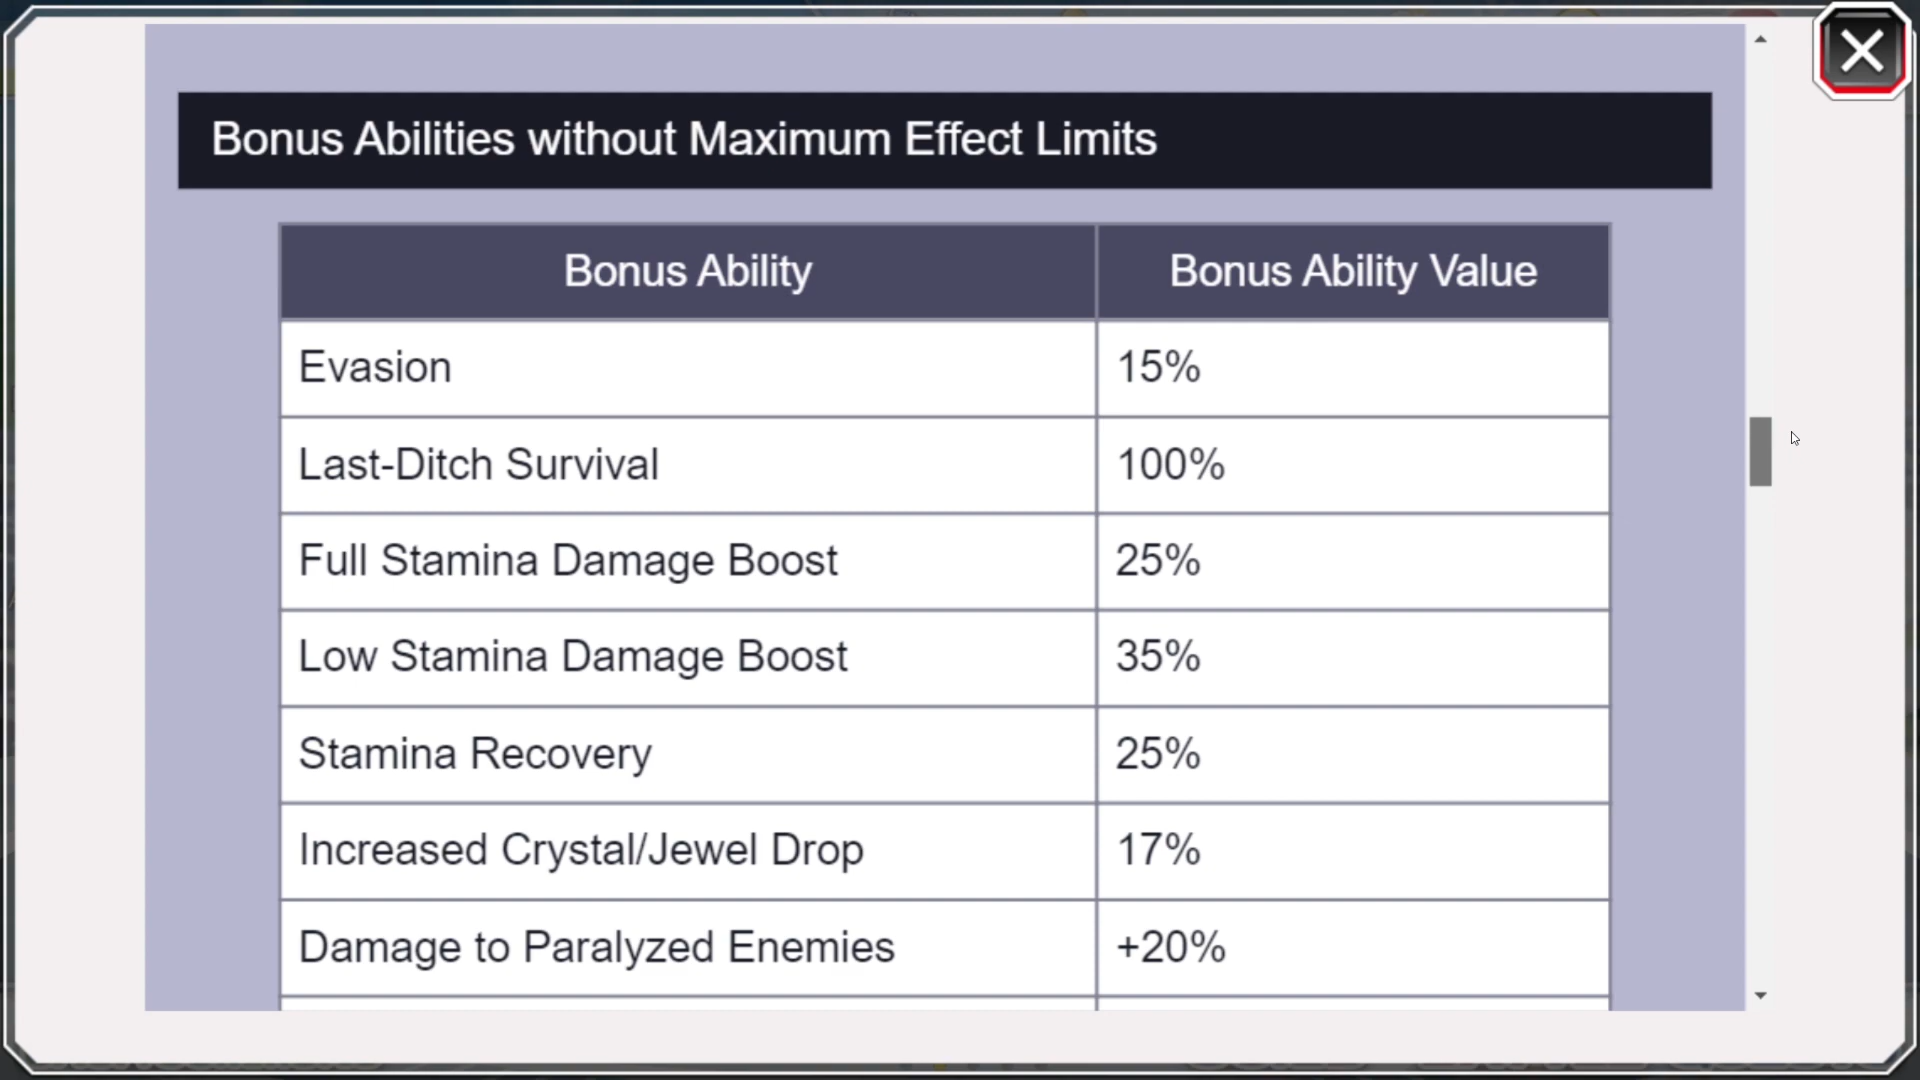 Bonus Abilities without Maximum Effect Limits
Bonus Ability Bonus Ability Value
Evasion 15%
Last-Ditch Survival 100%
Full Stamina Damage Boost 25%
Low Stamina Damage Boost 35%
Stamina Recovery 25%
Increased Crystal/Jewel Drop 17%
Damage to Paralyzed Enemies +20%